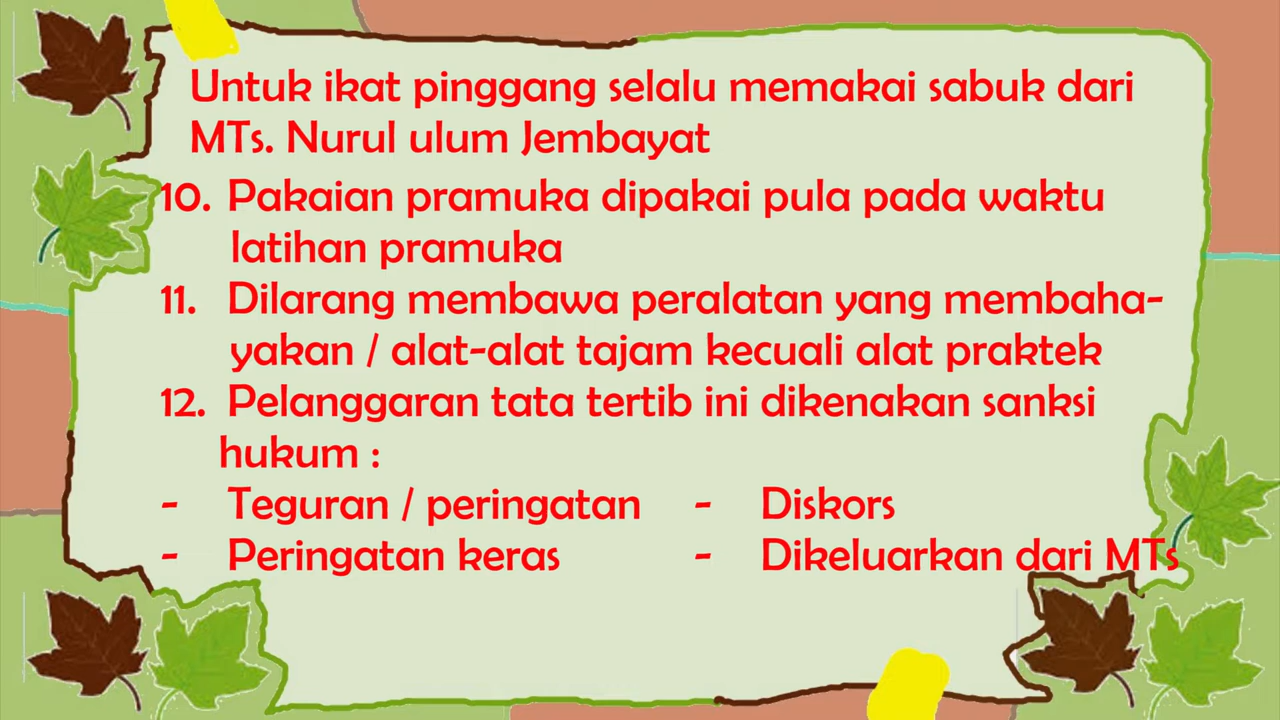 Untuk ikat pinggang selalu memakai sabuk dari
MTs. Nurul ulum Jembayat
10. Pakaian pramuka dipakai pula pada waktu
latihan pramuka
11. Dilarang membawa peralatan yang membaha-
yakan / alat-alat tajam kecuali alat praktek
12. Pelanggaran tata tertib ini dikenakan sanksi
hukum :
- Teguran / peringatan - Diskors
- Peringatan keras - Dikeluarkan dari MTs